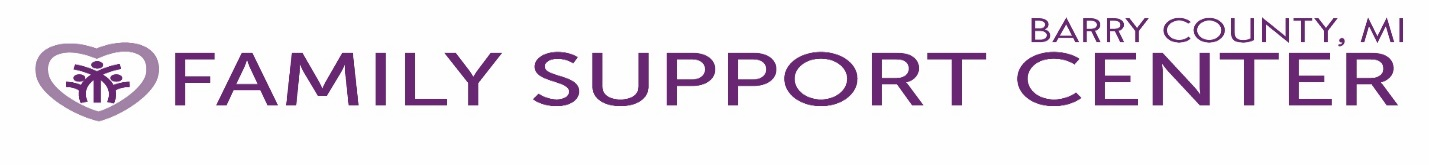 BARRY COUNTY, MI
FAMILY SUPPORT CENTER